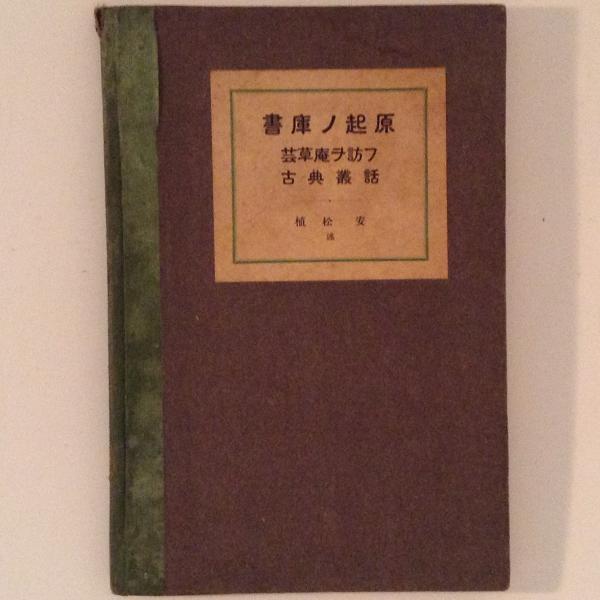 書庫ノ起原
芸草庵ヲ訪フ
古典叢話
植松安
述